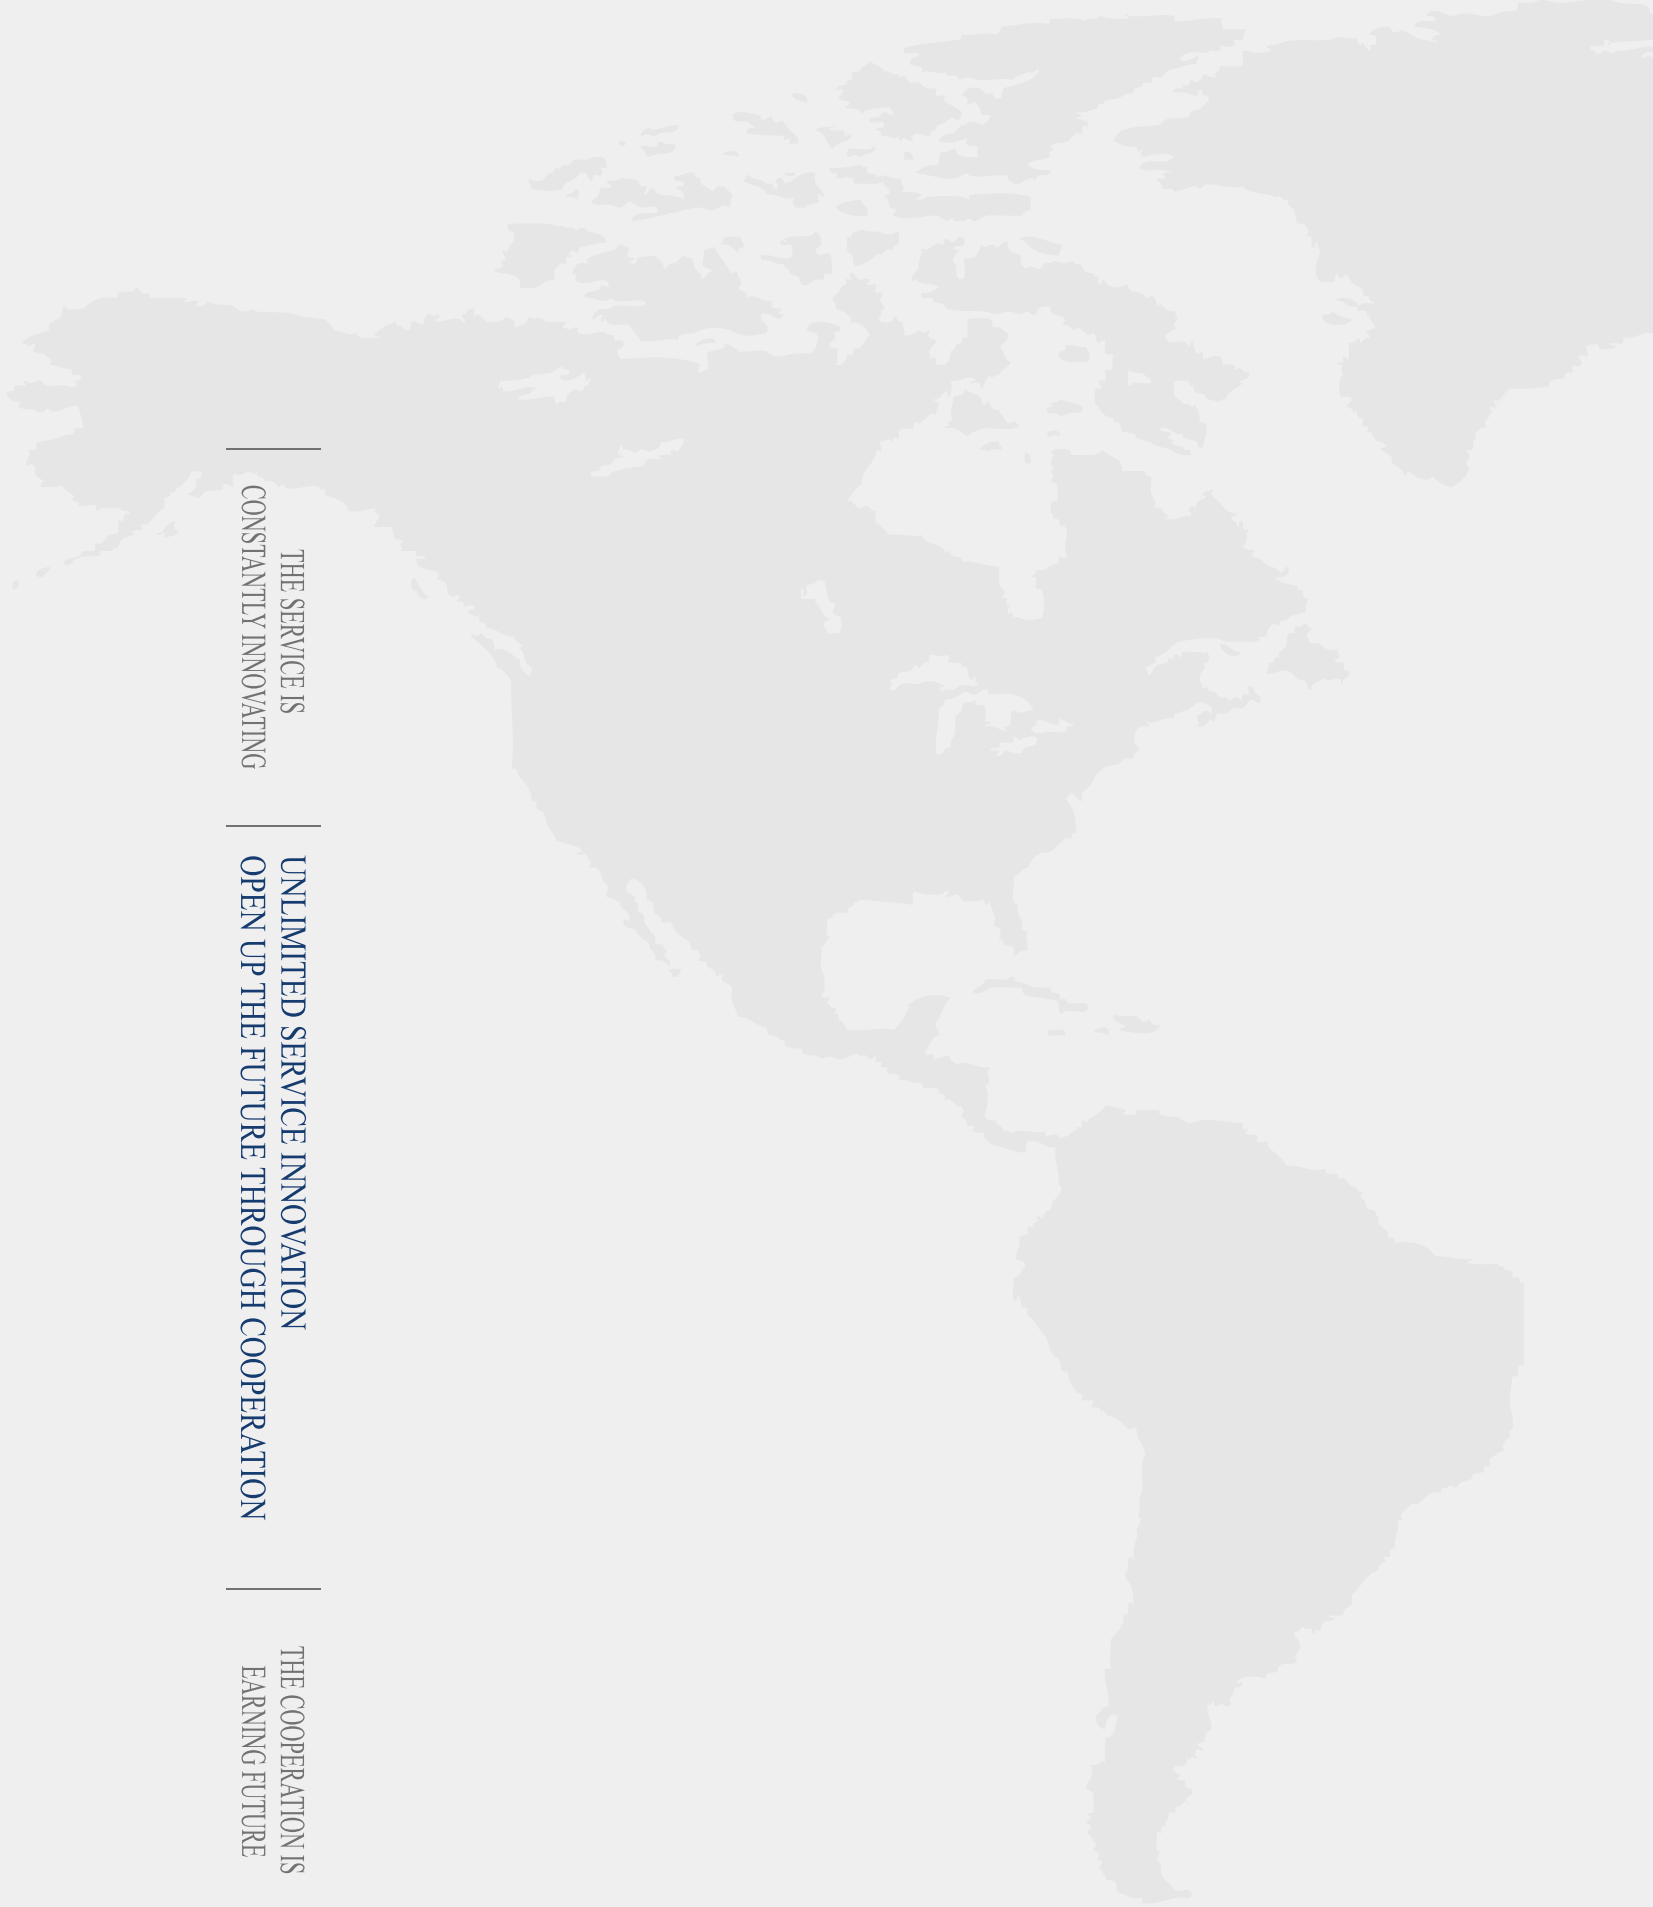 THE SERVICE IS
CONSTANTLY INNOVATING
UNLIMITED SERVICE INNOVATION
OPEN UP THE FUTURE THROUGH COOPERATION
THE COOPERATION IS
EARNING FUTURE